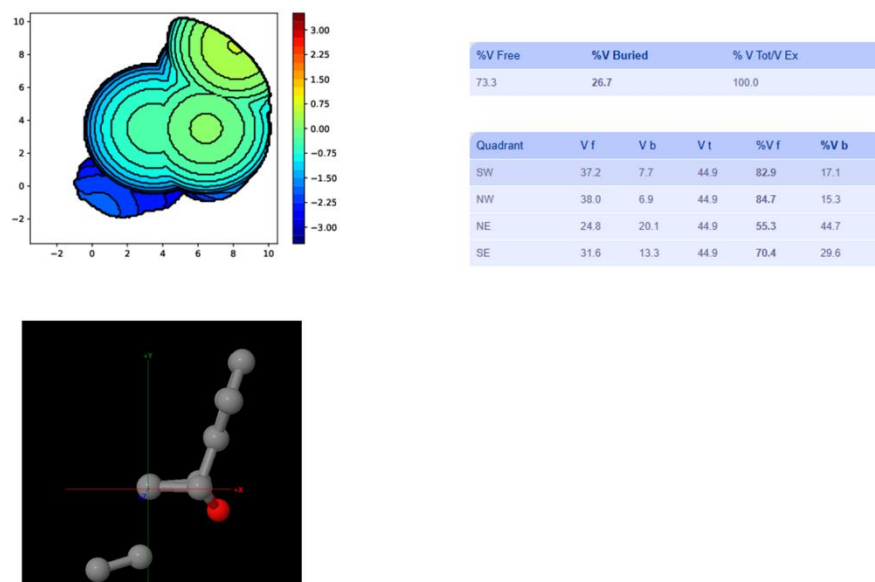 10
8
6
4
2
0
−2
−2 0 2 4 6 8 10
3.00
2.25
1.50
0.75
0.00
−0.75
−1.50
−2.25
−3.00
%V Free %V Buried % V Tot/V Ex
73.3 26.7 100.0
Quadrant V f V b V t %V f %V b
SW 37.2 7.7 44.9 82.9 17.1
NW 38.0 6.9 44.9 84.7 15.3
NE 24.8 20.1 44.9 55.3 44.7
SE 31.6 13.3 44.9 70.4 29.6
+Y
+X